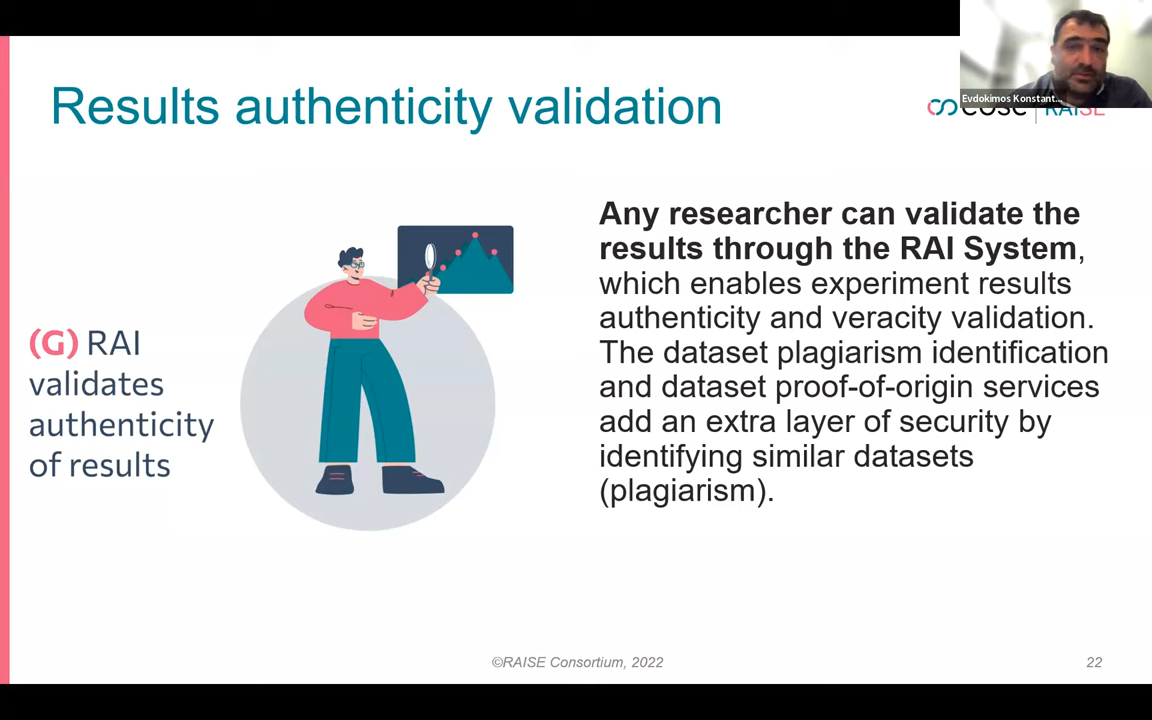 Results authenticity validation
Evdokimos Konstant...
eosc | RAISE
Any researcher can validate the
results through the RAI System,
which enables experiment results
authenticity and veracity validation.
The dataset plagiarism identification
and dataset proof-of-origin services
add an extra layer of security by
identifying similar datasets
(plagiarism).
(G) RAI
validates
authenticity
of results
©RAISE Consortium, 2022
22